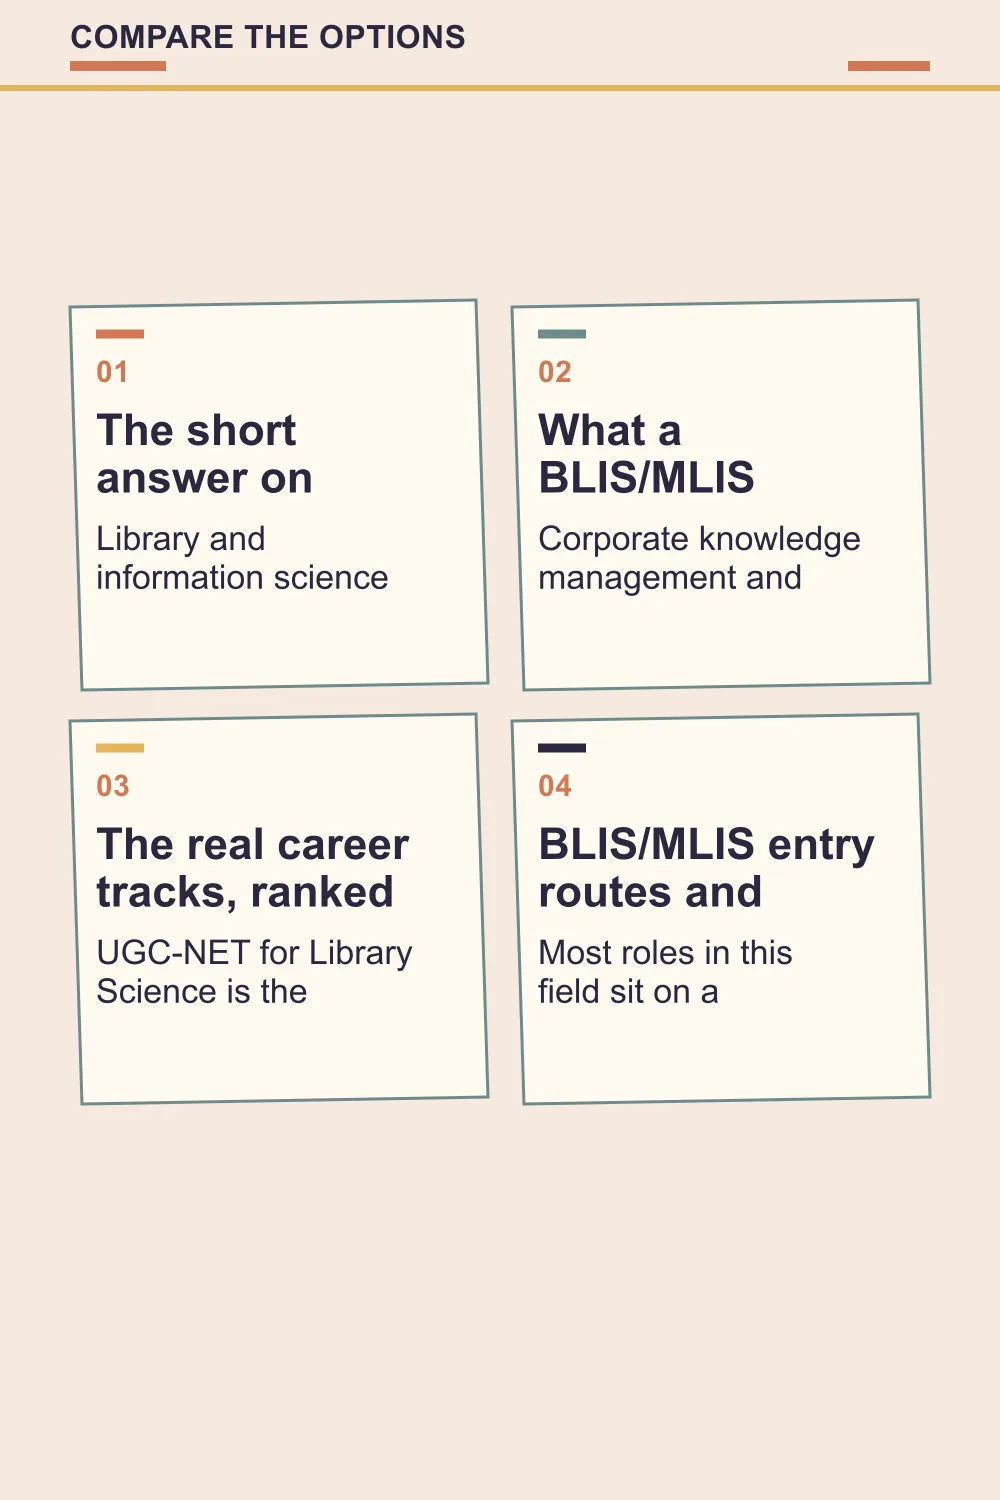 COMPARE THE OPTIONS
01
The short
answer on
Library and
information science
02
What a
BLIS/MLIS
Corporate knowledge
management and
03
The real career
tracks, ranked
UGC-NET for Library
Science is the
04
BLIS/MLIS entry
routes and
Most roles in this
field sit on a